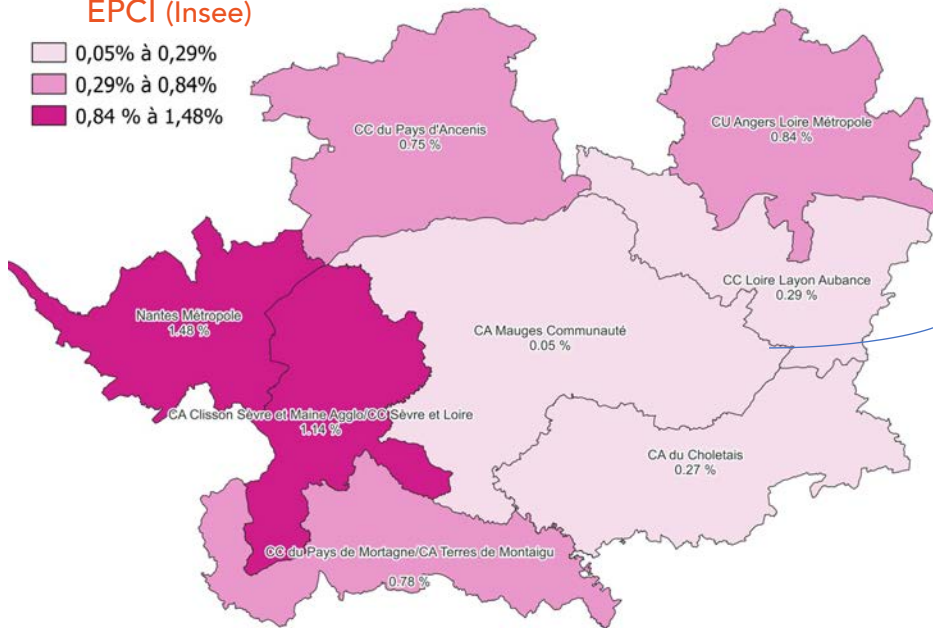 EPCI (Insee)
0,05% à 0,29%
0,29% à 0,84%
0,84 % à 1,48%
CC du Pays d'Ancenis
0.75 %
CU Angers Loire Métropole
0.84 %
CC Loire Layon Aubance
0.29 %
Nantes Métropole
1.48 %
CA Mauges Communauté
0.05 %
CA Clisson Sèvre et Maine Agglo/CC Sèvre et Loire
1.14 %
CA du Choletais
0.27 %
CC du Pays de Mortagne/CA Terres de Montaigu
0.78 %